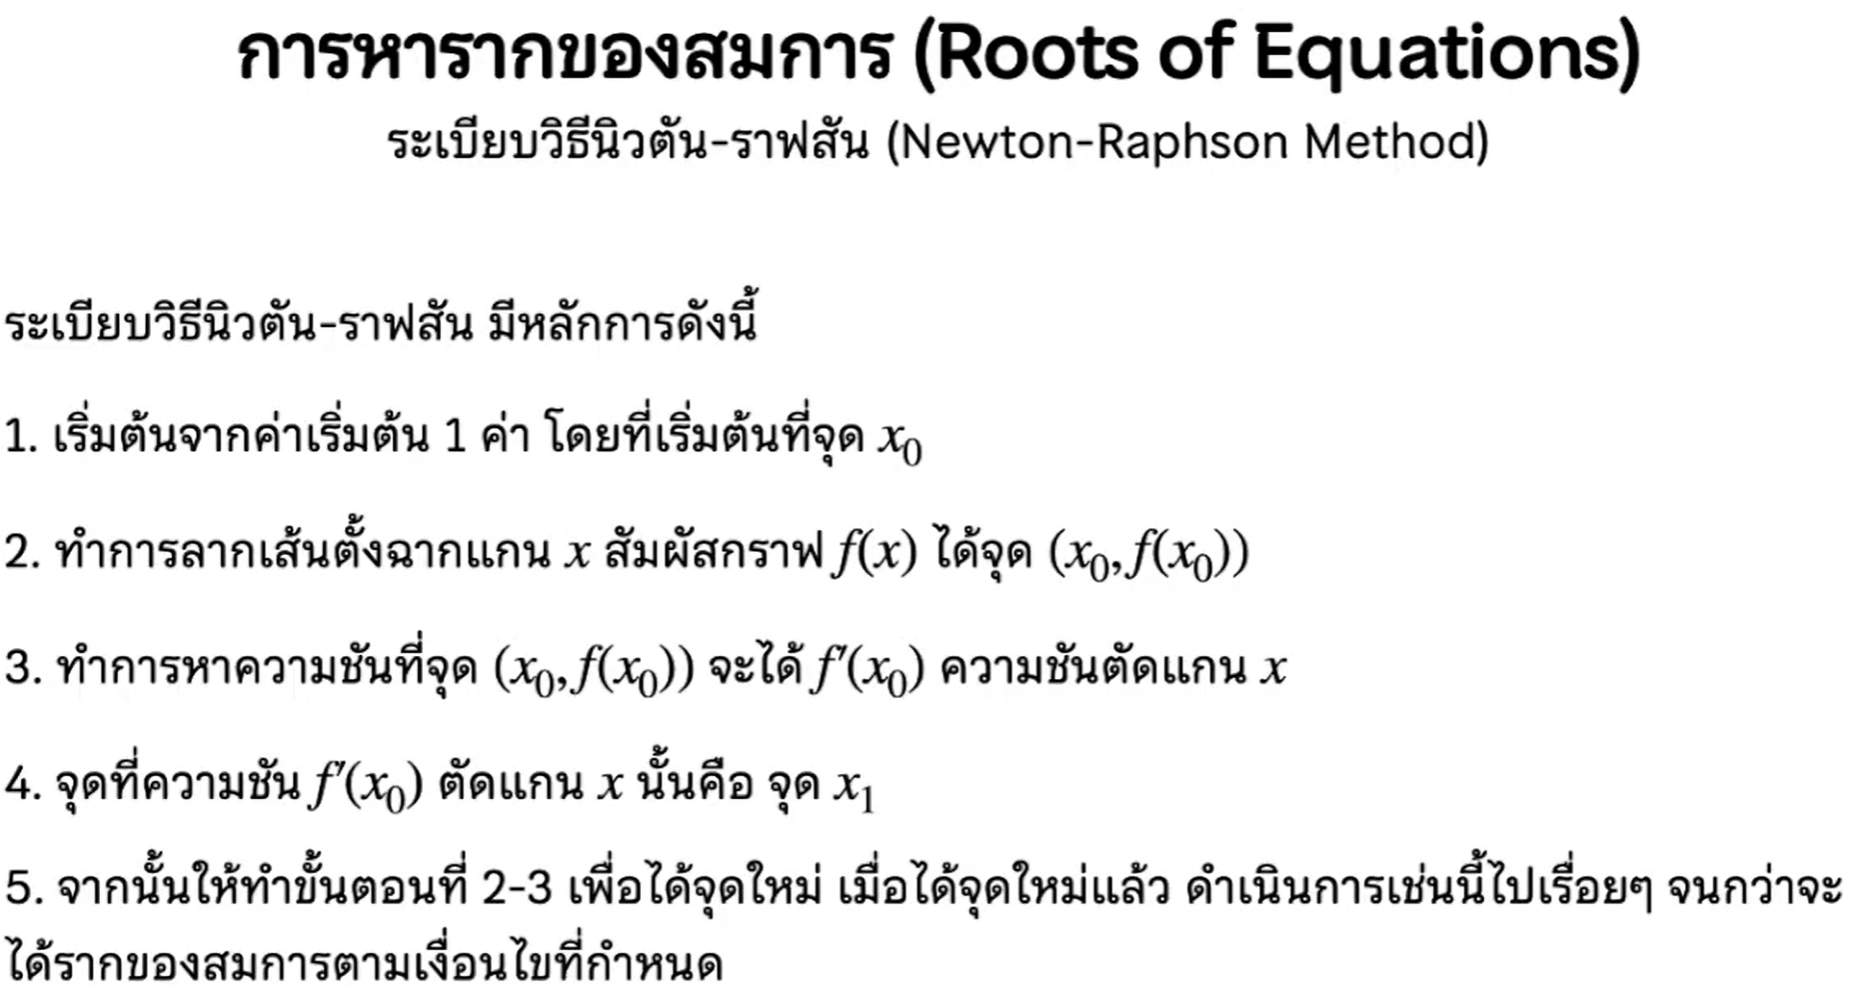 การหารากของสมการ (Roots of Equations)
ระเบียบวิธีนิวตัน-ราฟสัน (Newton-Raphson Method)
ระเบียบวิธีนิวตัน-ราฟสัน มีหลักการดังนี้
1. เริ่มต้นจากค่าเริ่มต้น 1 ค่า โดยที่เริ่มต้นที่จุด x₀
2. ทำการลากเส้นตั้งฉากแกน x สัมผัสกราฟ f(x) ได้จุด (x₀, f(x₀))
3. ทำการหาความชันที่จุด (x₀, f(x₀)) จะได้ f′(x₀) ความชันตัดแกน x
4. จุดที่ความชัน f′(x₀) ตัดแกน x นั้นคือ จุด x₁
5. จากนั้นให้ทำขั้นตอนที่ 2-3 เพื่อได้จุดใหม่ เมื่อได้จุดใหม่แล้ว ดำเนินการเช่นนี้ไปเรื่อยๆ จนกว่าจะ
ได้รากของสมการตามเงื่อนไขที่กำหนด